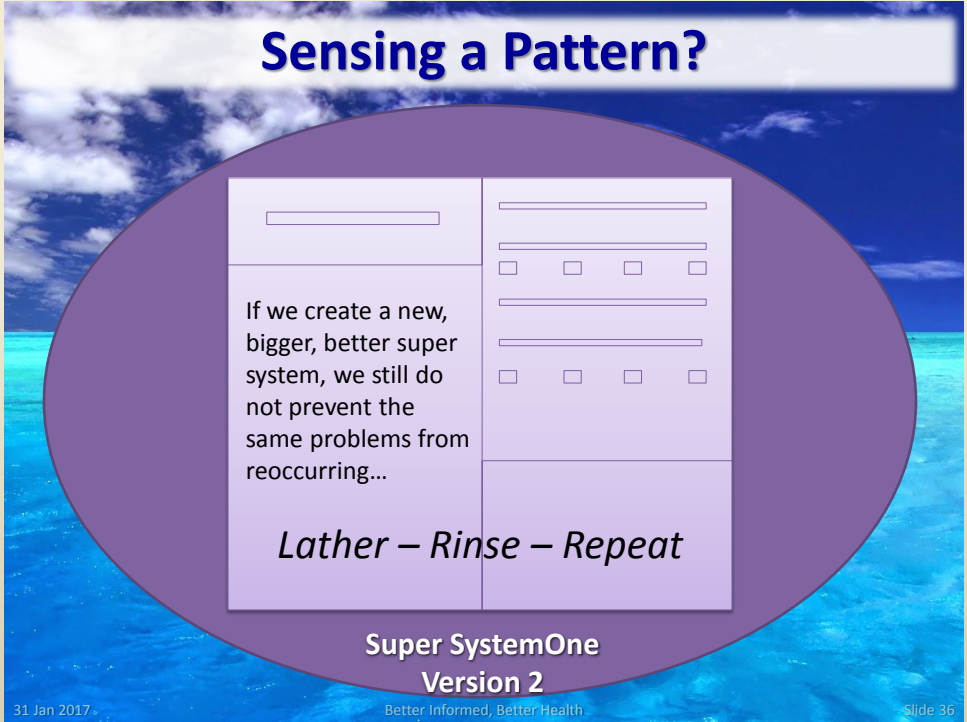 Sensing a Pattern?
If we create a new,
bigger, better super
system, we still do
not prevent the
same problems from
reoccurring…
Lather – Rinse – Repeat
Super SystemOne
Version 2
31 Jan 2017
Better Informed, Better Health
Slide 36